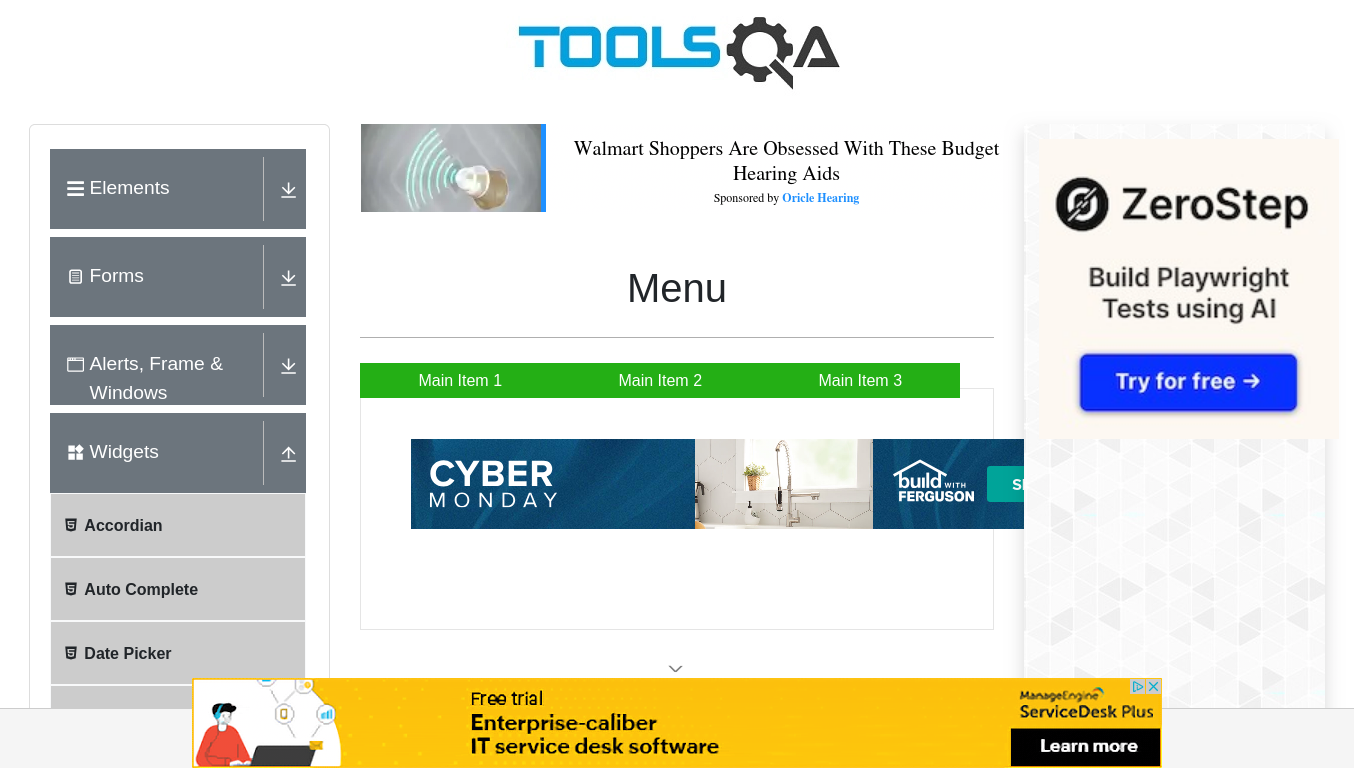 TOOLSQA
Elements
Forms
Alerts, Frame &
Windows
Widgets
Accordian
Auto Complete
Date Picker
Walmart Shoppers Are Obsessed With These Budget
Hearing Aids
Sponsored by Oricle Hearing
Menu
Main Item 1
Main Item 2
Main Item 3
CYBER
MONDAY
build WITH
FERGUSON
ZeroStep
Build Playwright
Tests using AI
Try for free →
Free trial
Enterprise-caliber
IT service desk software
ManageEngine
ServiceDesk Plus
Learn more